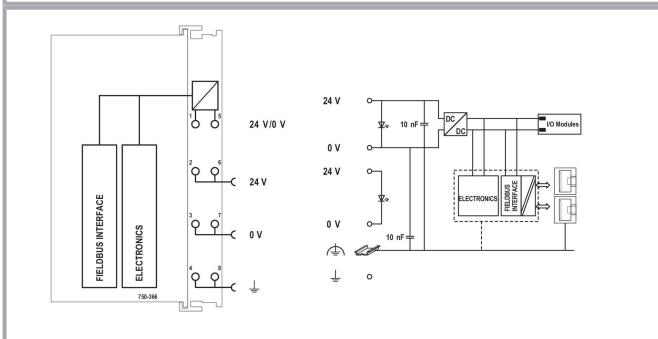 1 5
24 V/0 V
2 6
24 V
3 7
0 V
4 8
FIELDBUS INTERFACE
ELECTRONICS
750-366
24 V
10 nF
DC
DC
I/O Modules
0 V
24 V
ELECTRONICS
FIELDBUS
INTERFACE
0 V
10 nF